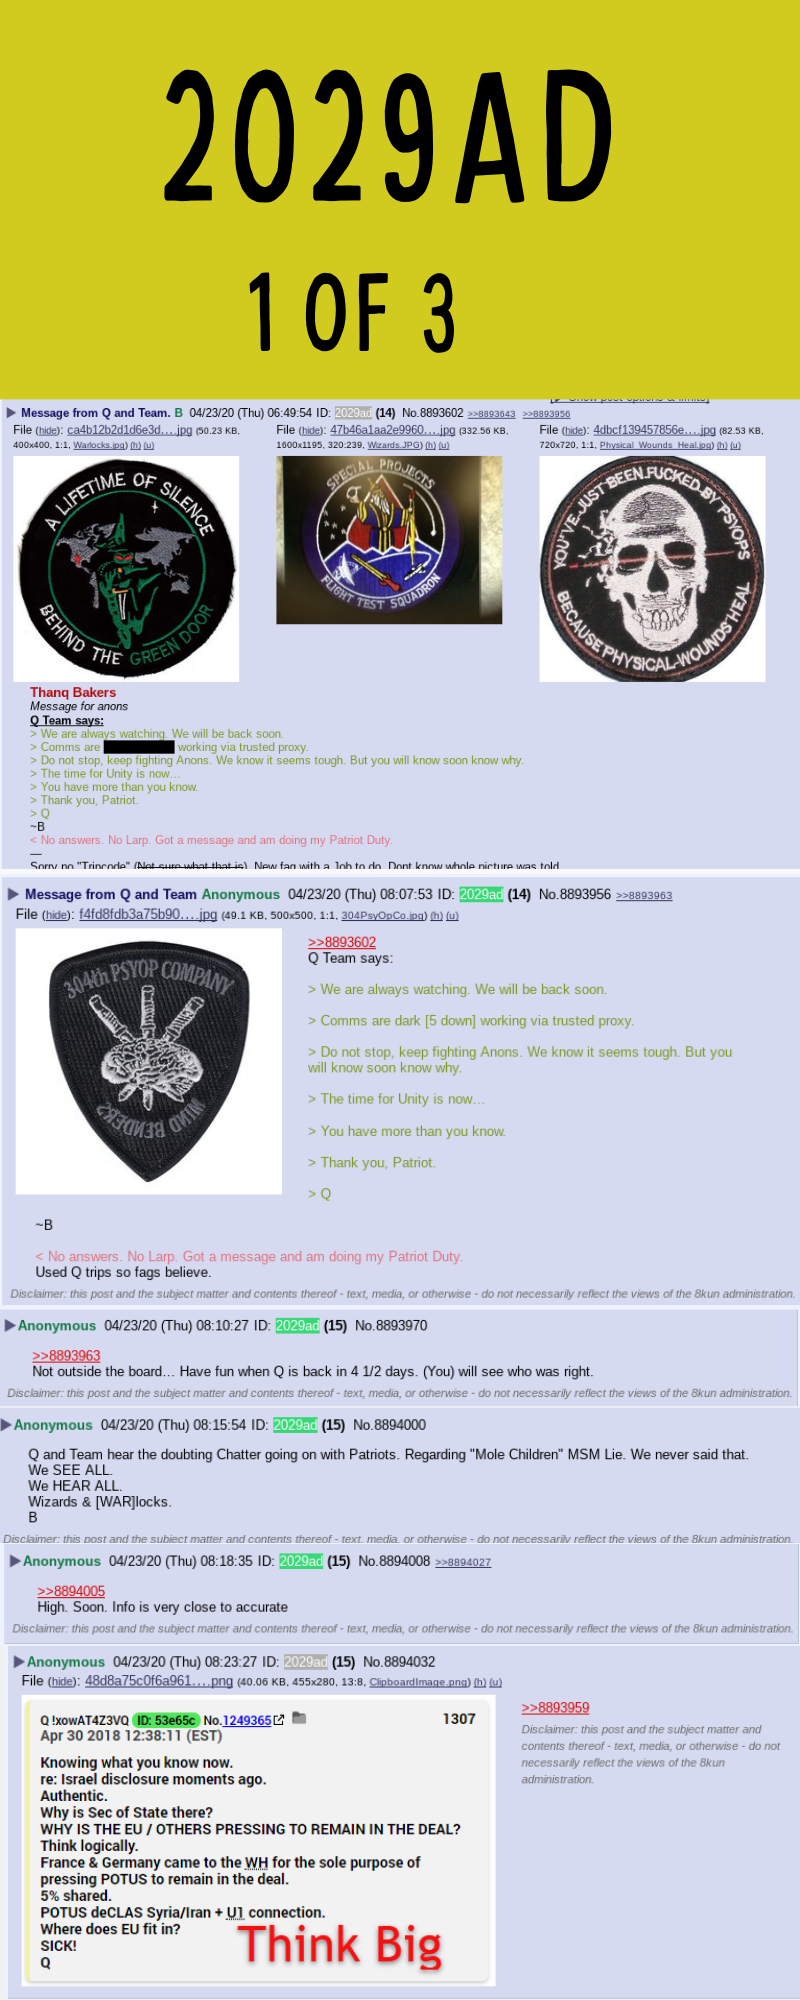 2029AD
1 OF 3
[▶ Show post options & limits]
▶ Message from Q and Team. B 04/23/20 (Thu) 06:49:54 ID: 2029ad (14) No.8893602 >>8893643 >>8893956
File (hide): ca4b12b2d1d6e3d….jpg (50.23 KB, 400x400, 1:1, Warlocks.jpg) (h) (u)
File (hide): 47b46a1aa2e9960….jpg (332.56 KB, 1600x1195, 320:239, Wizards.JPG) (h) (u)
File (hide): 4dbcf139457856e….jpg (82.53 KB, 720x720, 1:1, Physical_Wounds_Heal.jpg) (h) (u)
A LIFETIME OF SILENCE
BEHIND THE GREEN DOOR
SPECIAL PROJECTS
FLIGHT TEST SQUADRON
YOU'VE JUST BEEN FUCKED BY PSYOPS
BECAUSE PHYSICAL WOUNDS HEAL
Thanq Bakers
Message for anons
Q Team says:
> We are always watching. We will be back soon.
> Comms are working via trusted proxy.
> Do not stop, keep fighting Anons. We know it seems tough. But you will know soon know why.
> The time for Unity is now…
> You have more than you know.
> Thank you, Patriot.
> Q
~B
< No answers. No Larp. Got a message and am doing my Patriot Duty.
—
Sorry no "Tripcode" (Not sure what that is). New fag with a Job to do. Dont know whole picture was told
▶ Message from Q and Team Anonymous 04/23/20 (Thu) 08:07:53 ID: 2029ad (14) No.8893956 >>8893963
File (hide): f4fd8fdb3a75b90….jpg (49.1 KB, 500x500, 1:1, 304PsyOpCo.jpg) (h) (u)
304th PSYOP COMPANY
MIND BENDERS
>>8893602
Q Team says:
> We are always watching. We will be back soon.
> Comms are dark [5 down] working via trusted proxy.
> Do not stop, keep fighting Anons. We know it seems tough. But you
will know soon know why.
> The time for Unity is now…
> You have more than you know.
> Thank you, Patriot.
> Q
~B
< No answers. No Larp. Got a message and am doing my Patriot Duty.
Used Q trips so fags believe.
Disclaimer: this post and the subject matter and contents thereof - text, media, or otherwise - do not necessarily reflect the views of the 8kun administration.
▶Anonymous 04/23/20 (Thu) 08:10:27 ID: 2029ad (15) No.8893970
>>8893963
Not outside the board… Have fun when Q is back in 4 1/2 days. (You) will see who was right.
Disclaimer: this post and the subject matter and contents thereof - text, media, or otherwise - do not necessarily reflect the views of the 8kun administration.
▶Anonymous 04/23/20 (Thu) 08:15:54 ID: 2029ad (15) No.8894000
Q and Team hear the doubting Chatter going on with Patriots. Regarding "Mole Children" MSM Lie. We never said that.
We SEE ALL.
We HEAR ALL.
Wizards & [WAR]locks.
B
Disclaimer: this post and the subject matter and contents thereof - text, media, or otherwise - do not necessarily reflect the views of the 8kun administration.
▶Anonymous 04/23/20 (Thu) 08:18:35 ID: 2029ad (15) No.8894008 >>8894027
>>8894005
High. Soon. Info is very close to accurate
Disclaimer: this post and the subject matter and contents thereof - text, media, or otherwise - do not necessarily reflect the views of the 8kun administration.
▶Anonymous 04/23/20 (Thu) 08:23:27 ID: 2029ad (15) No.8894032
File (hide): 48d8a75c0f6a961….png (40.06 KB, 455x280, 13:8, ClipboardImage.png) (h) (u)
Q !xowAT4Z3VQ ID: 53e65c No.1249365 1307
Apr 30 2018 12:38:11 (EST)
Knowing what you know now.
re: Israel disclosure moments ago.
Authentic.
Why is Sec of State there?
WHY IS THE EU / OTHERS PRESSING TO REMAIN IN THE DEAL?
Think logically.
France & Germany came to the WH for the sole purpose of
pressing POTUS to remain in the deal.
5% shared.
POTUS deCLAS Syria/Iran + U1 connection.
Where does EU fit in?
SICK!
Q
Think Big
>>8893959
Disclaimer: this post and the subject matter and
contents thereof - text, media, or otherwise - do not
necessarily reflect the views of the 8kun
administration.